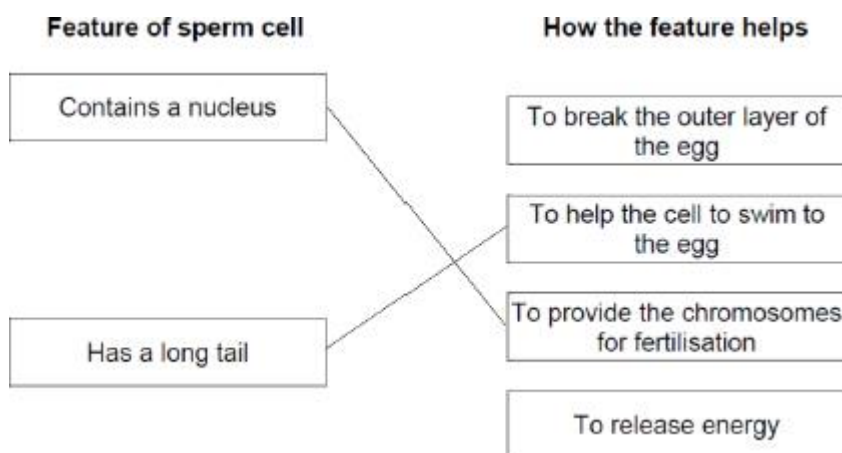 Feature of sperm cell
How the feature helps
Contains a nucleus
Has a long tail
To break the outer layer of
the egg
To help the cell to swim to
the egg
To provide the chromosomes
for fertilisation
To release energy